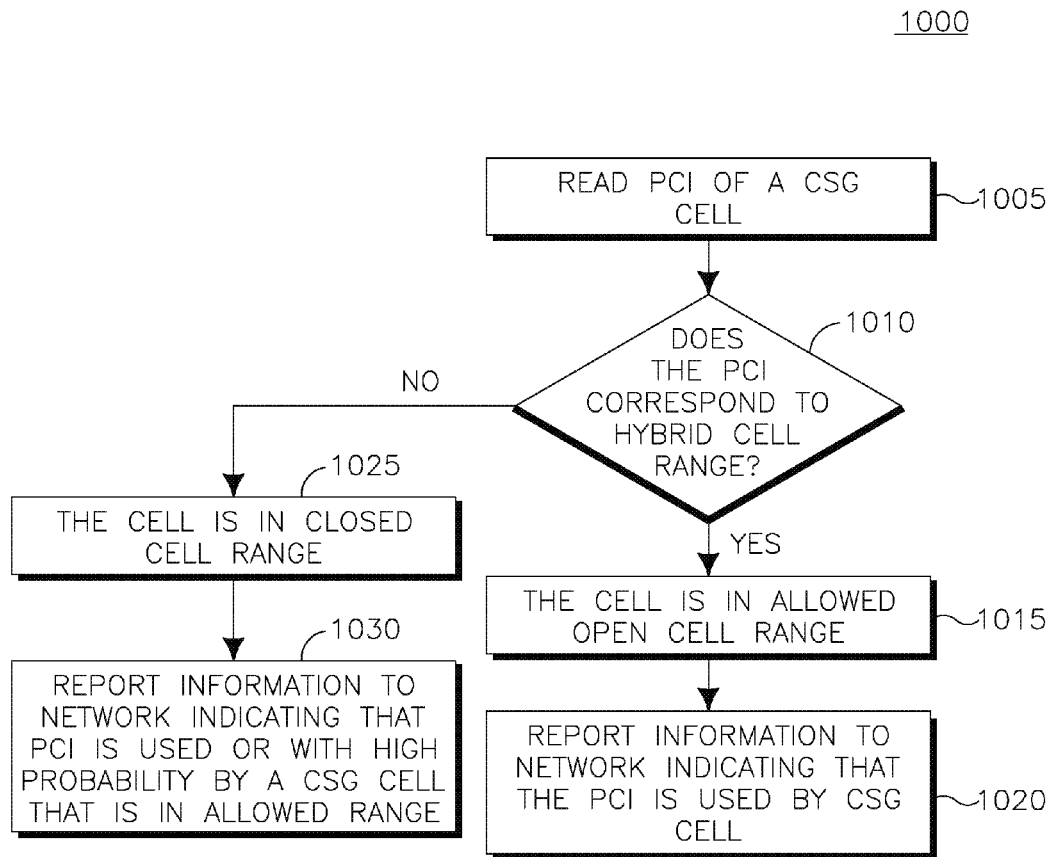 1000
READ PCI OF A CSG
CELL
1005
DOES
THE PCI
CORRESPOND TO
HYBRID CELL
RANGE?
1010
NO
YES
1025
THE CELL IS IN CLOSED
CELL RANGE
THE CELL IS IN ALLOWED
OPEN CELL RANGE
1015
1030
REPORT INFORMATION TO
NETWORK INDICATING THAT
PCI IS USED OR WITH HIGH
PROBABILITY BY A CSG CELL
THAT IS IN ALLOWED RANGE
REPORT INFORMATION TO
NETWORK INDICATING THAT
THE PCI IS USED BY CSG
CELL
1020